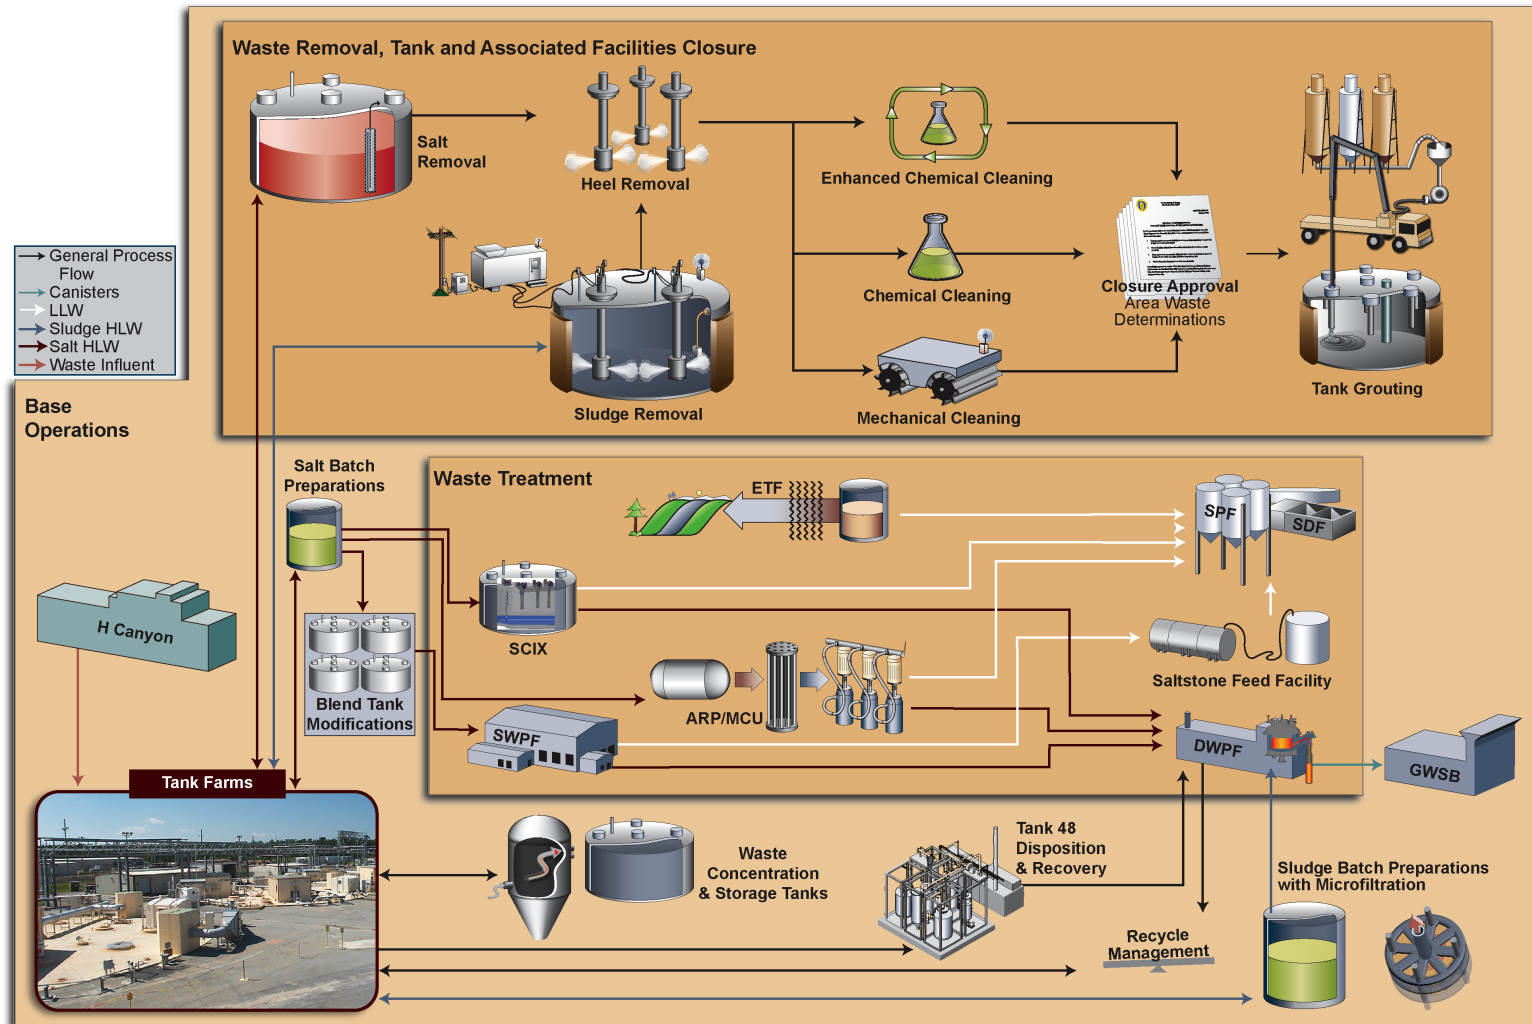 Waste Removal, Tank and Associated Facilities Closure
Salt
Removal
Heel Removal
Enhanced Chemical Cleaning
Chemical Cleaning
Closure Approval
Area Waste
Determinations
Sludge Removal
Mechanical Cleaning
Tank Grouting
General Process
Flow
Canisters
LLW
Sludge HLW
Salt HLW
Waste Influent
Base
Operations
Salt Batch
Preparations
Waste Treatment
ETF
SPF
SDF
H Canyon
SCIX
Blend Tank
Modifications
ARP/MCU
Saltstone Feed Facility
SWPF
DWPF
GWSB
Tank Farms
Waste
Concentration
& Storage Tanks
Tank 48
Disposition
& Recovery
Sludge Batch Preparations
with Microfiltration
Recycle
Management